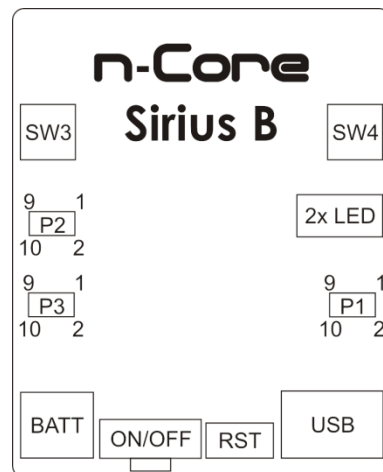 n-Core
Sirius B
SW3 SW4
9 1
P2
10 2
2x LED
9 1
P3
10 2
9 1
P1
10 2
BATT ON/OFF RST USB